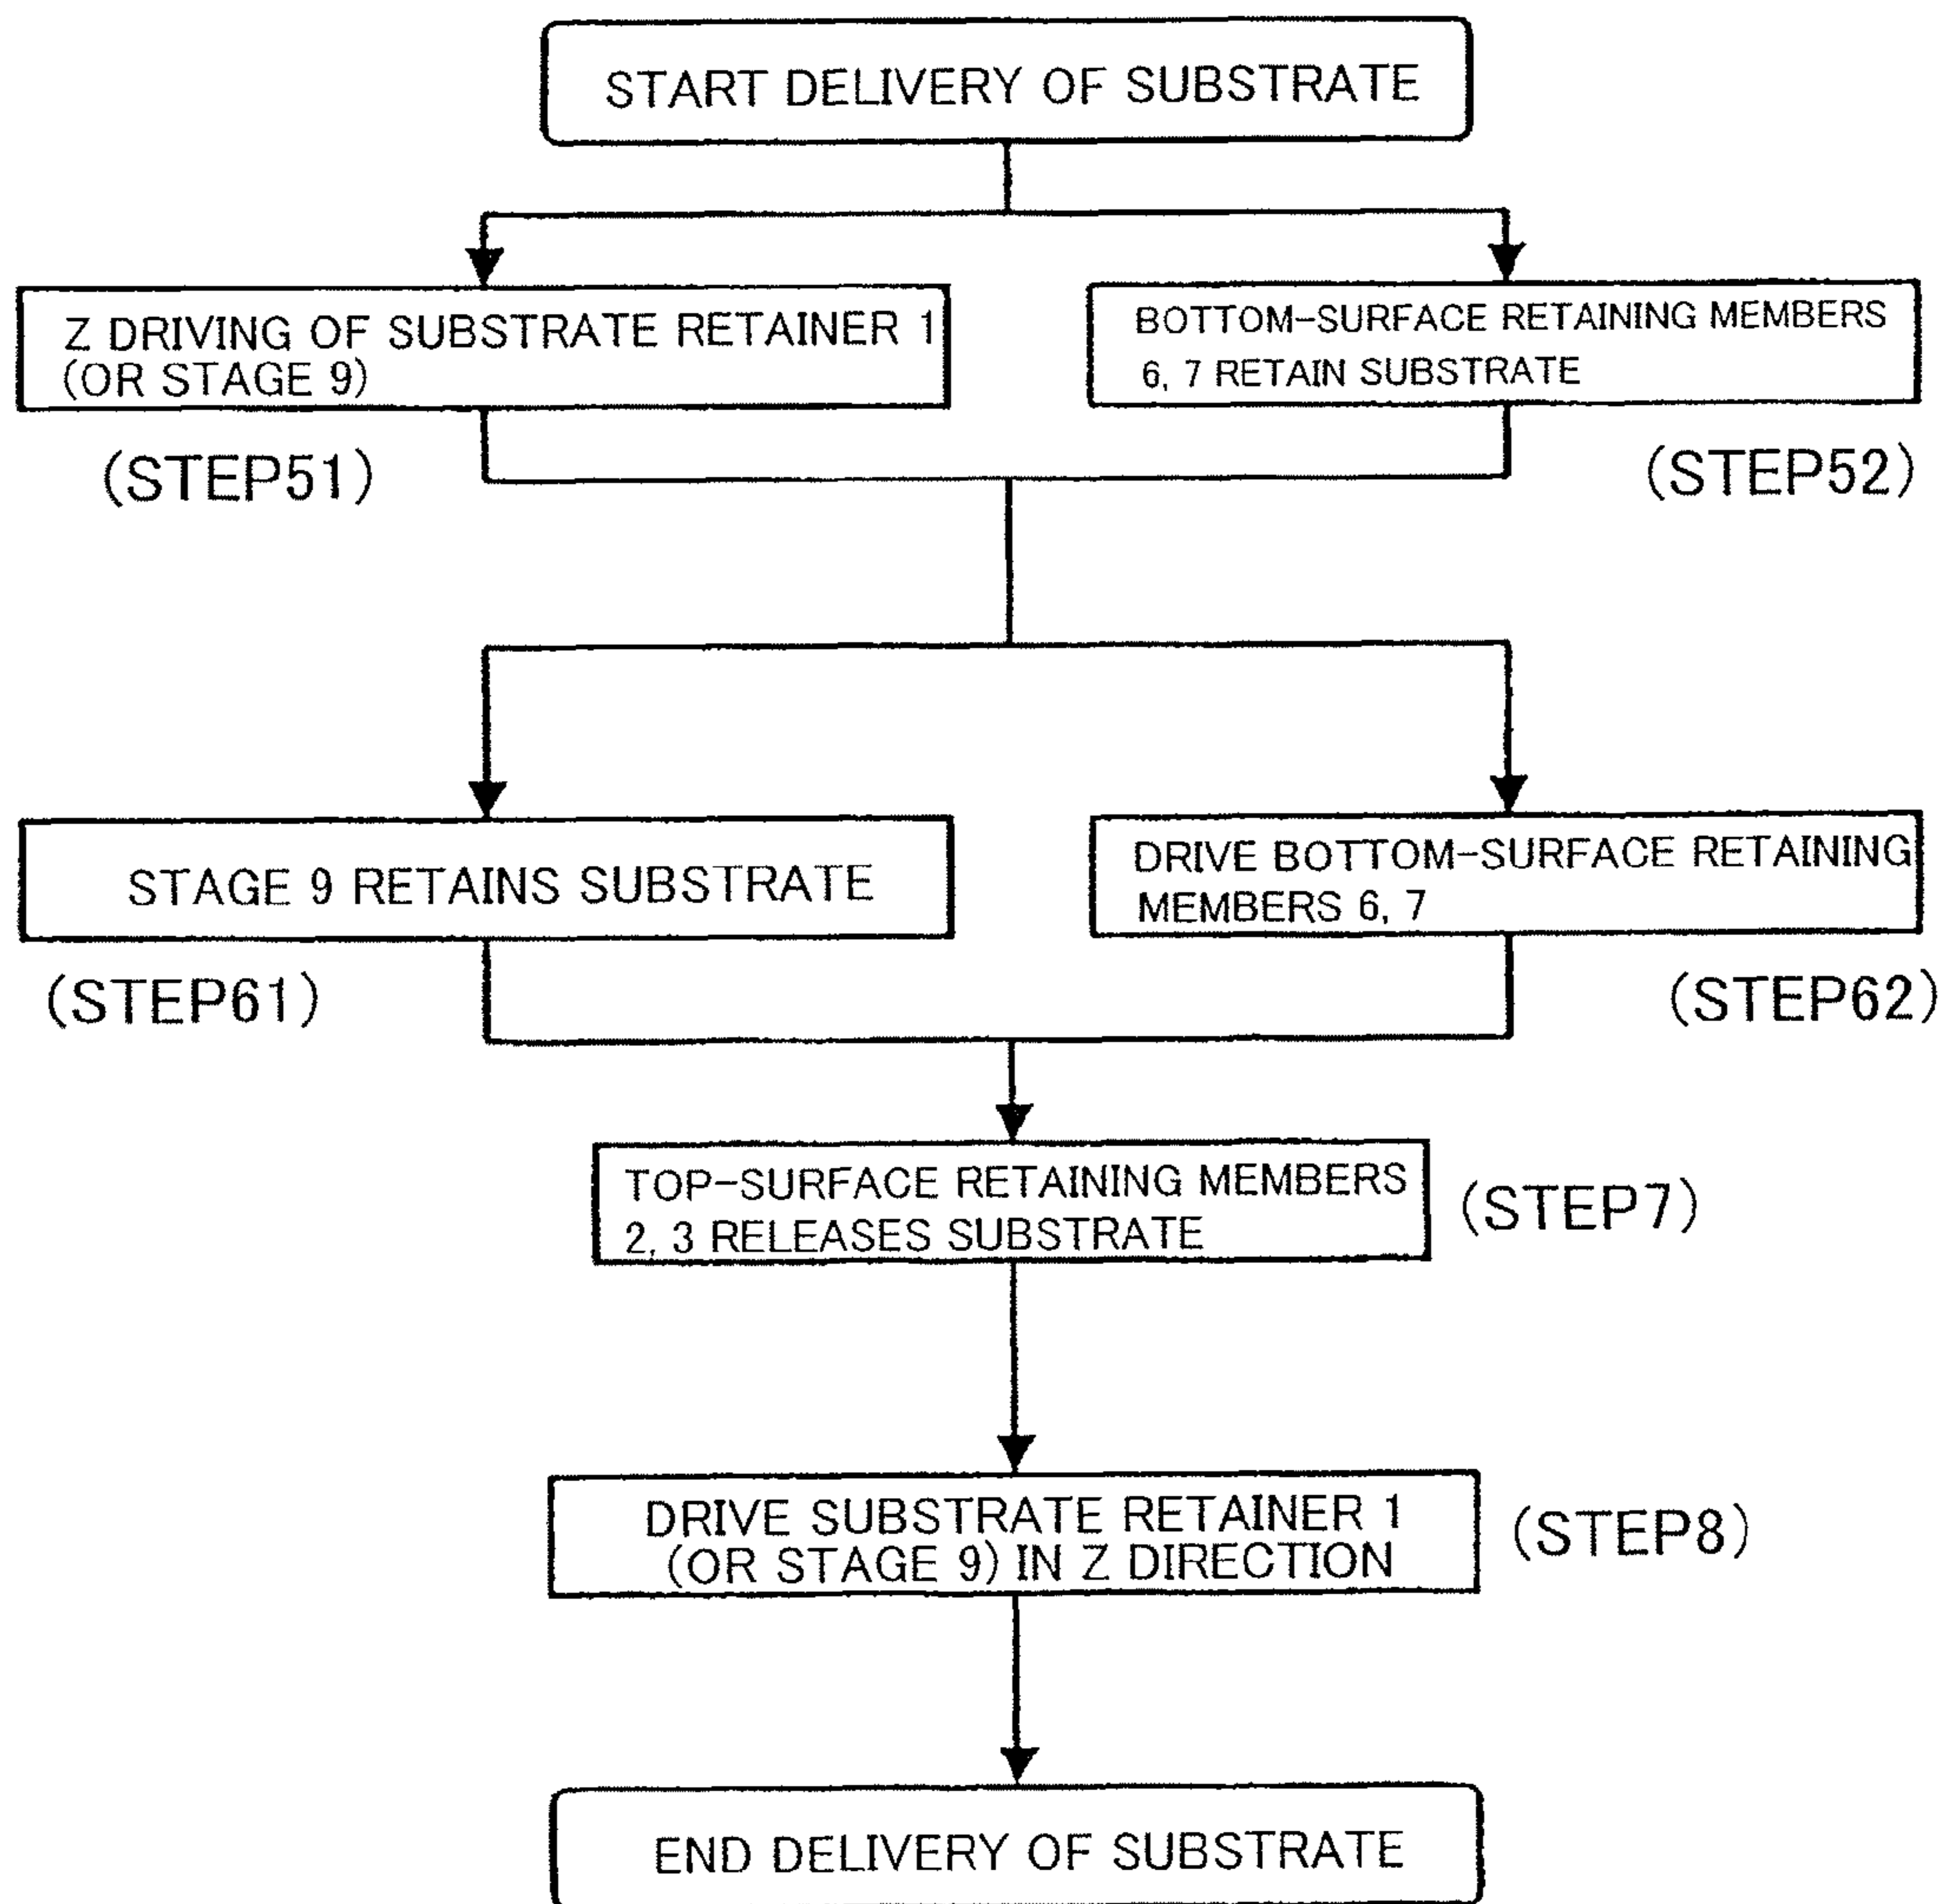 START DELIVERY OF SUBSTRATE
Z DRIVING OF SUBSTRATE RETAINER 1
(OR STAGE 9)
(STEP51)
BOTTOM-SURFACE RETAINING MEMBERS
6, 7 RETAIN SUBSTRATE
(STEP52)
STAGE 9 RETAINS SUBSTRATE
(STEP61)
DRIVE BOTTOM-SURFACE RETAINING
MEMBERS 6, 7
(STEP62)
TOP-SURFACE RETAINING MEMBERS
2, 3 RELEASES SUBSTRATE
(STEP7)
DRIVE SUBSTRATE RETAINER 1
(OR STAGE 9) IN Z DIRECTION
(STEP8)
END DELIVERY OF SUBSTRATE